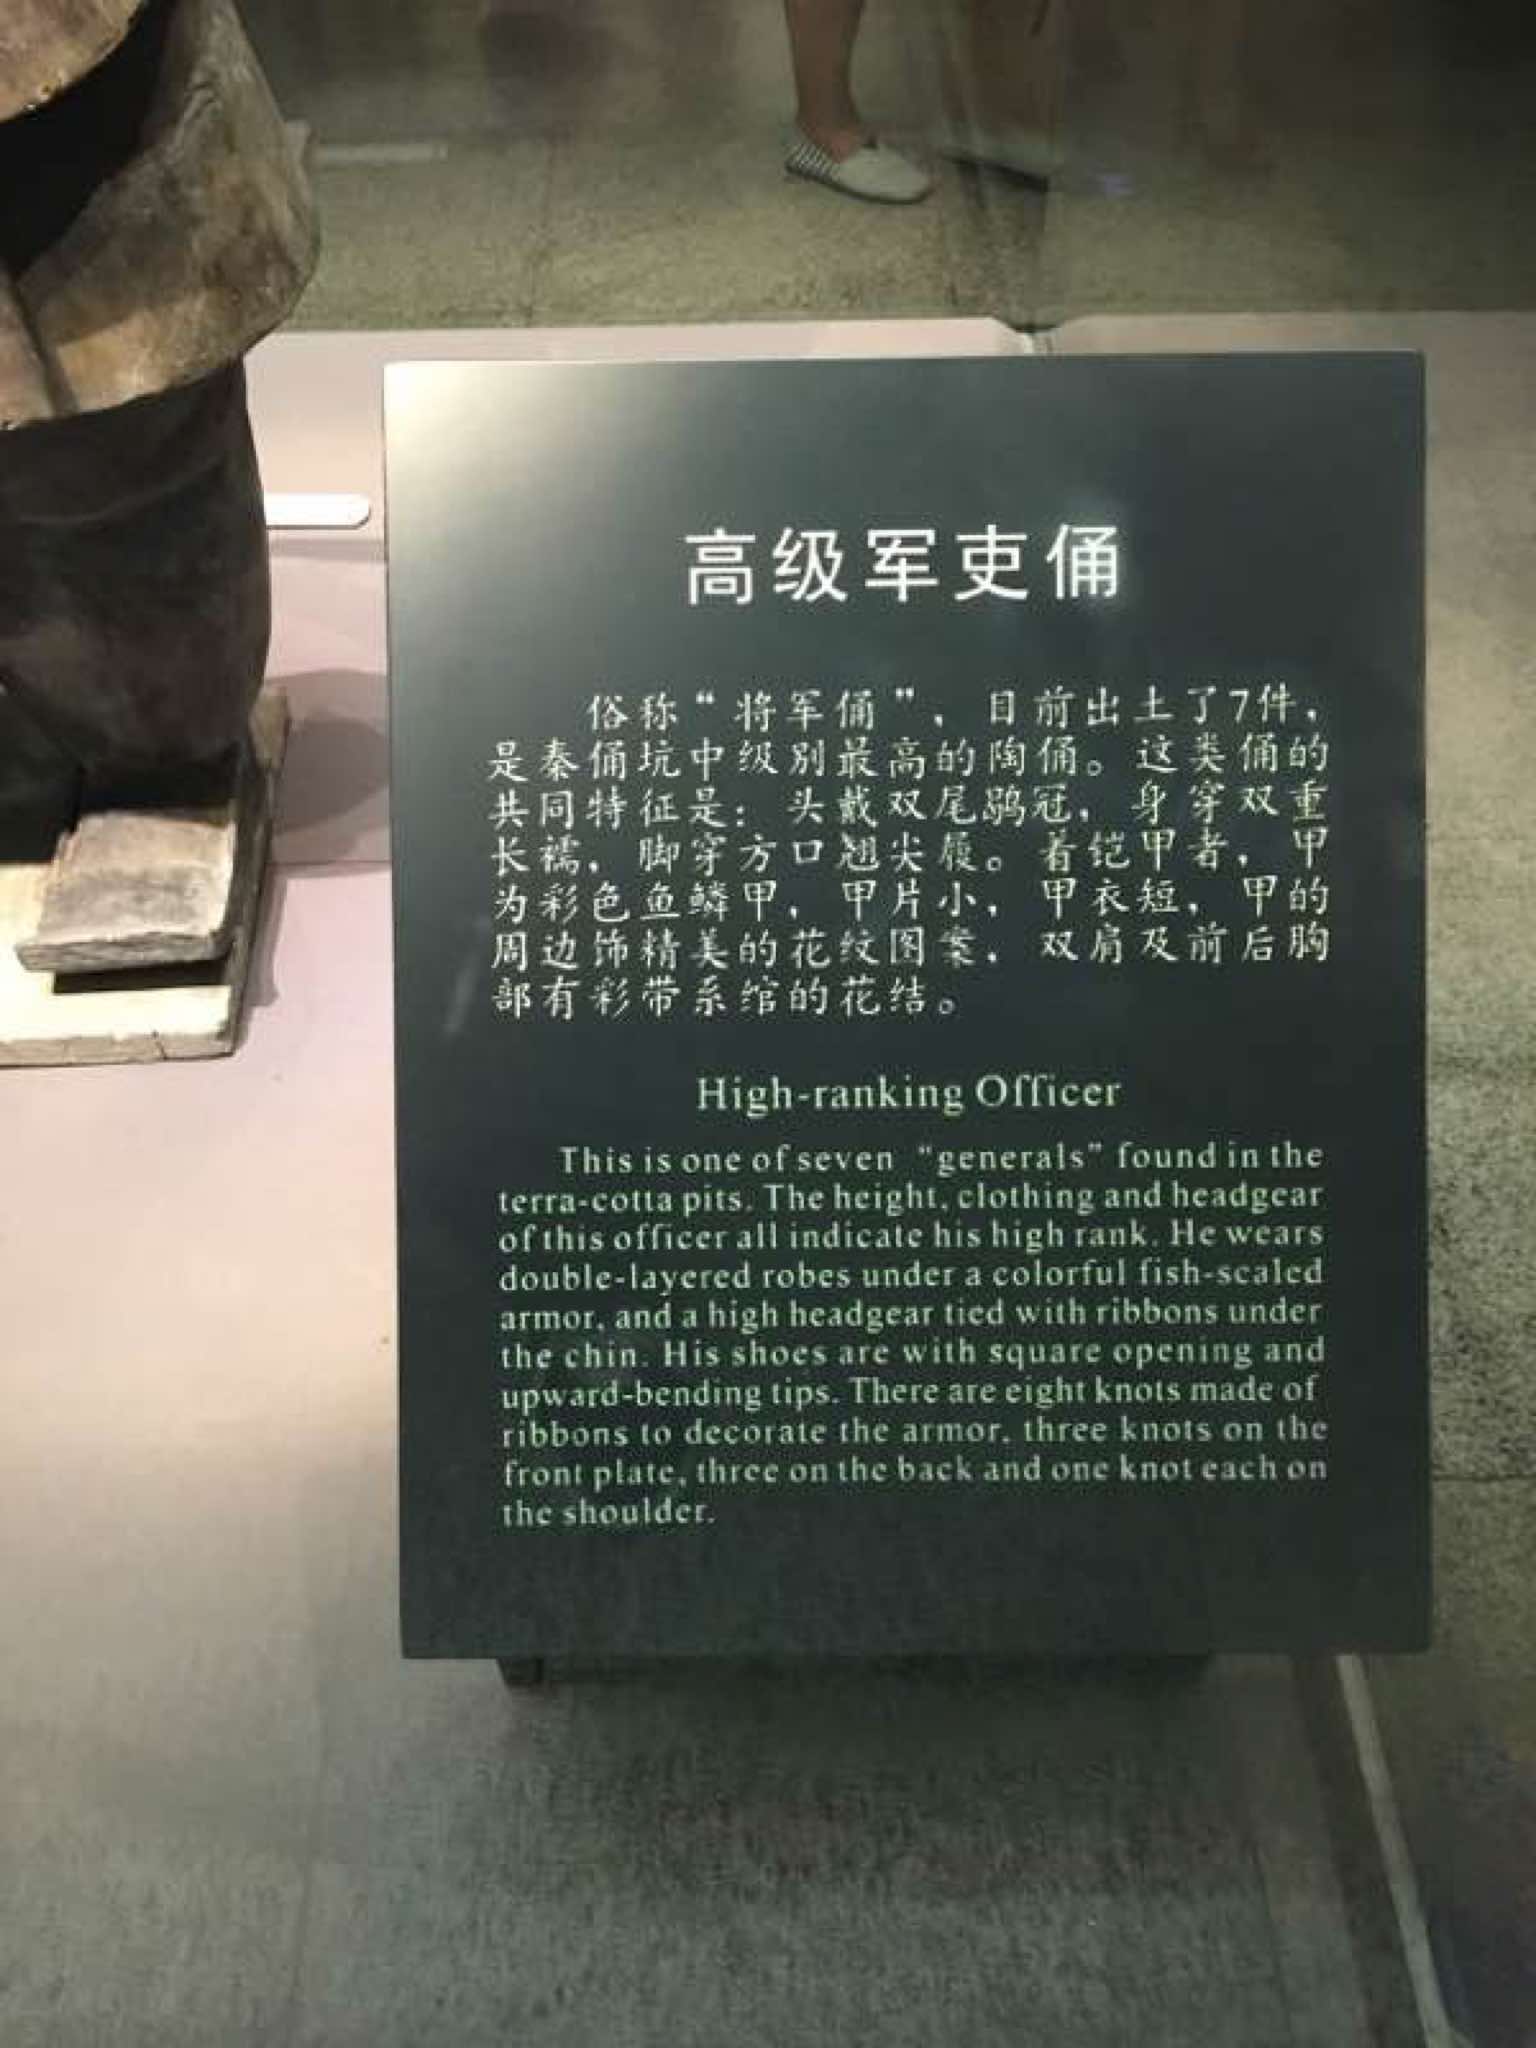 高级军吏俑
俗称“将军俑”，目前出土了7件，
是秦俑坑中级别最高的陶俑。这类俑的
共同特征是：头戴双尾鹖冠，身穿双重
长襦，脚穿方口翘尖履。着铠甲者，甲
为彩色鱼鳞甲，甲片小，甲衣短，甲的
周边饰精美的花纹图案，双肩及前后胸
部有彩带系绾的花结。
High-ranking Officer
This is one of seven “generals” found in the
terra-cotta pits. The height, clothing and headgear
of this officer all indicate his high rank. He wears
double-layered robes under a colorful fish-scaled
armor, and a high headgear tied with ribbons under
the chin. His shoes are with square opening and
upward-bending tips. There are eight knots made of
ribbons to decorate the armor, three knots on the
front plate, three on the back and one knot each on
the shoulder.